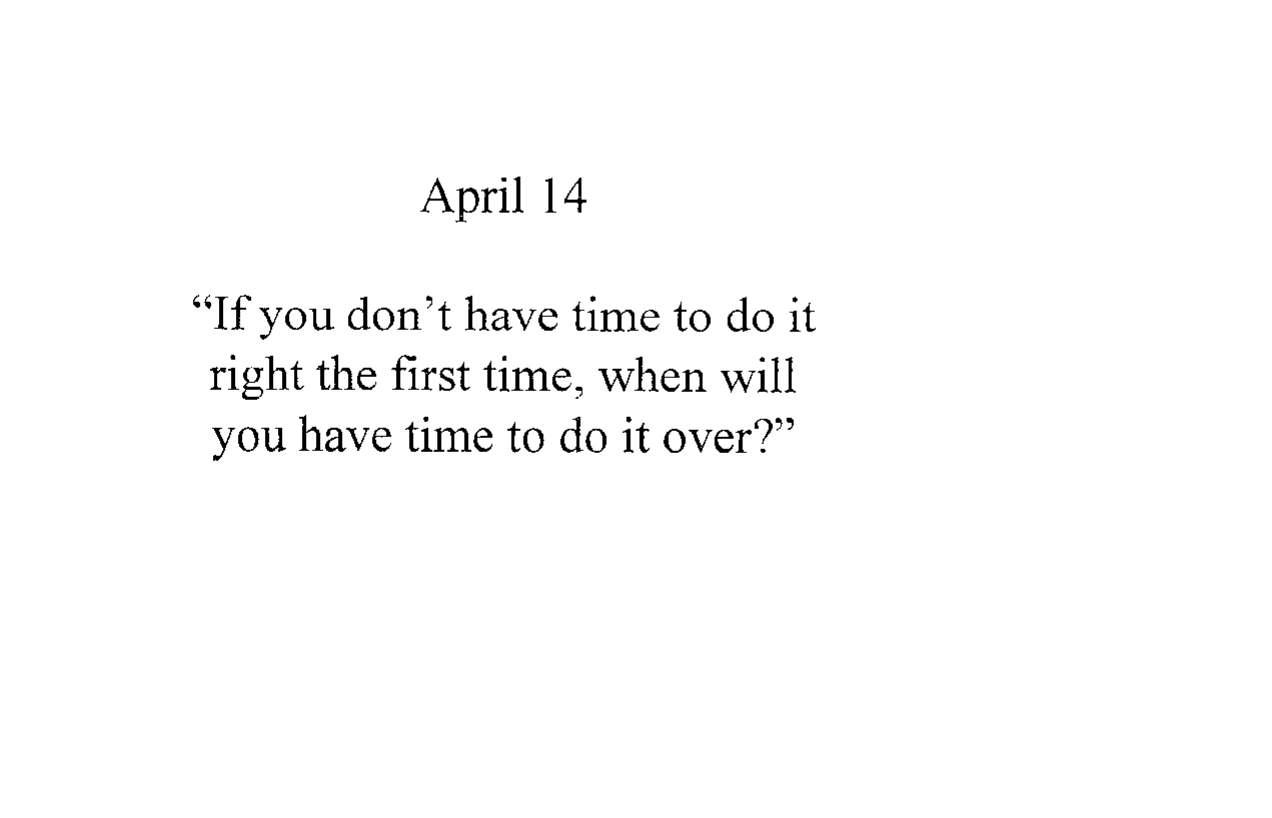 April 14
“If you don’t have time to do it
right the first time, when will
you have time to do it over?”